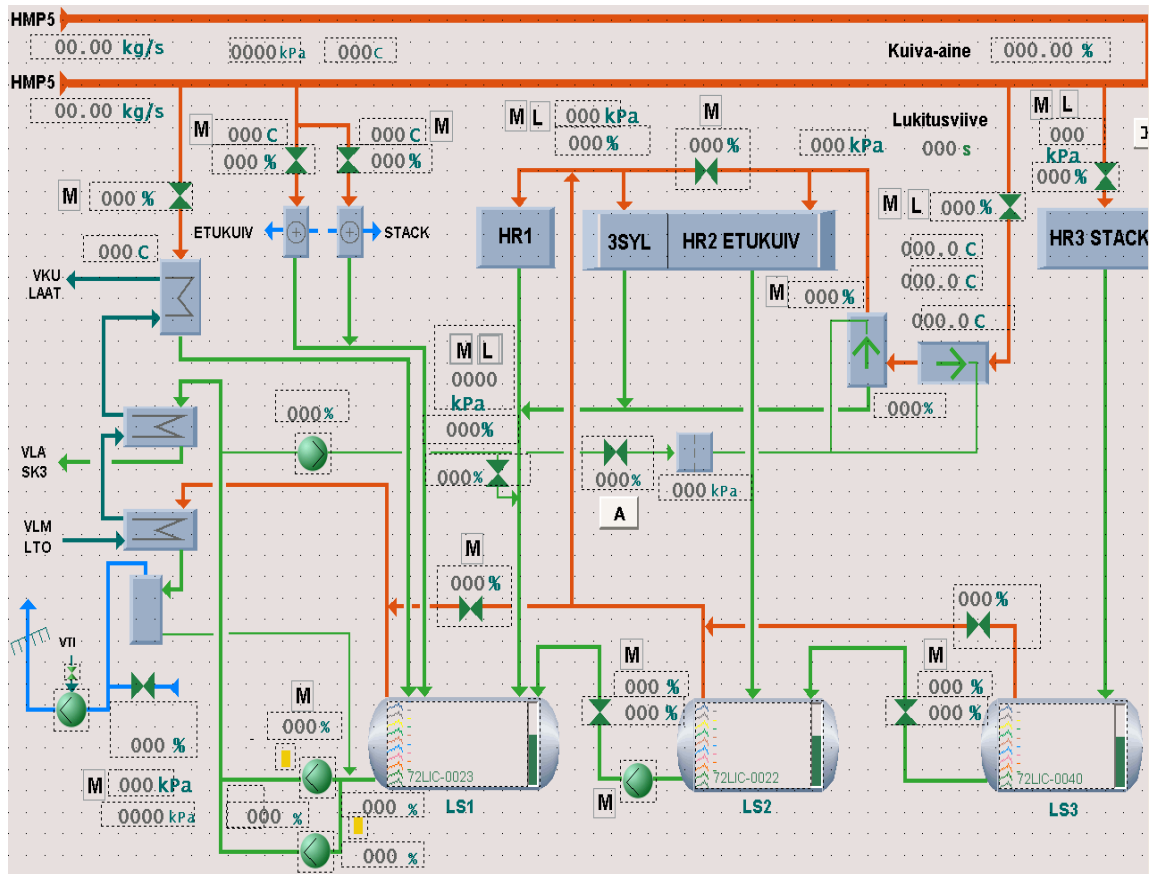 HMP5
00.00 kg/s
0000 kPa
000 C
Kuiva-aine
000.00 %
HMP5
00.00 kg/s
M
000 C
000 %
000 C
M
000 %
M L
000 kPa
000 %
M
000 %
000 kPa
Lukitusviive
000 s
M L
000 kPa
000 %
M
000 %
M L
000 %
ETUKUIV
STACK
HR1
3SYL
HR2 ETUKUIV
HR3 STACK
000 C
000.0 C
000.0 C
000.0 C
VKU
LAAT
M
000 %
M L
0000 kPa
000%
000 %
000%
VLA
SK3
000%
000%
000 kPa
A
VLM
LTO
M
000 %
000 %
VTI
M
000 %
000 %
M
000 %
000 %
M
000 %
000 %
M
000 kPa
0000 kPa
72LIC-0023
72LIC-0022
72LIC-0040
M
000 %
000 %
000 %
LS1
LS2
LS3